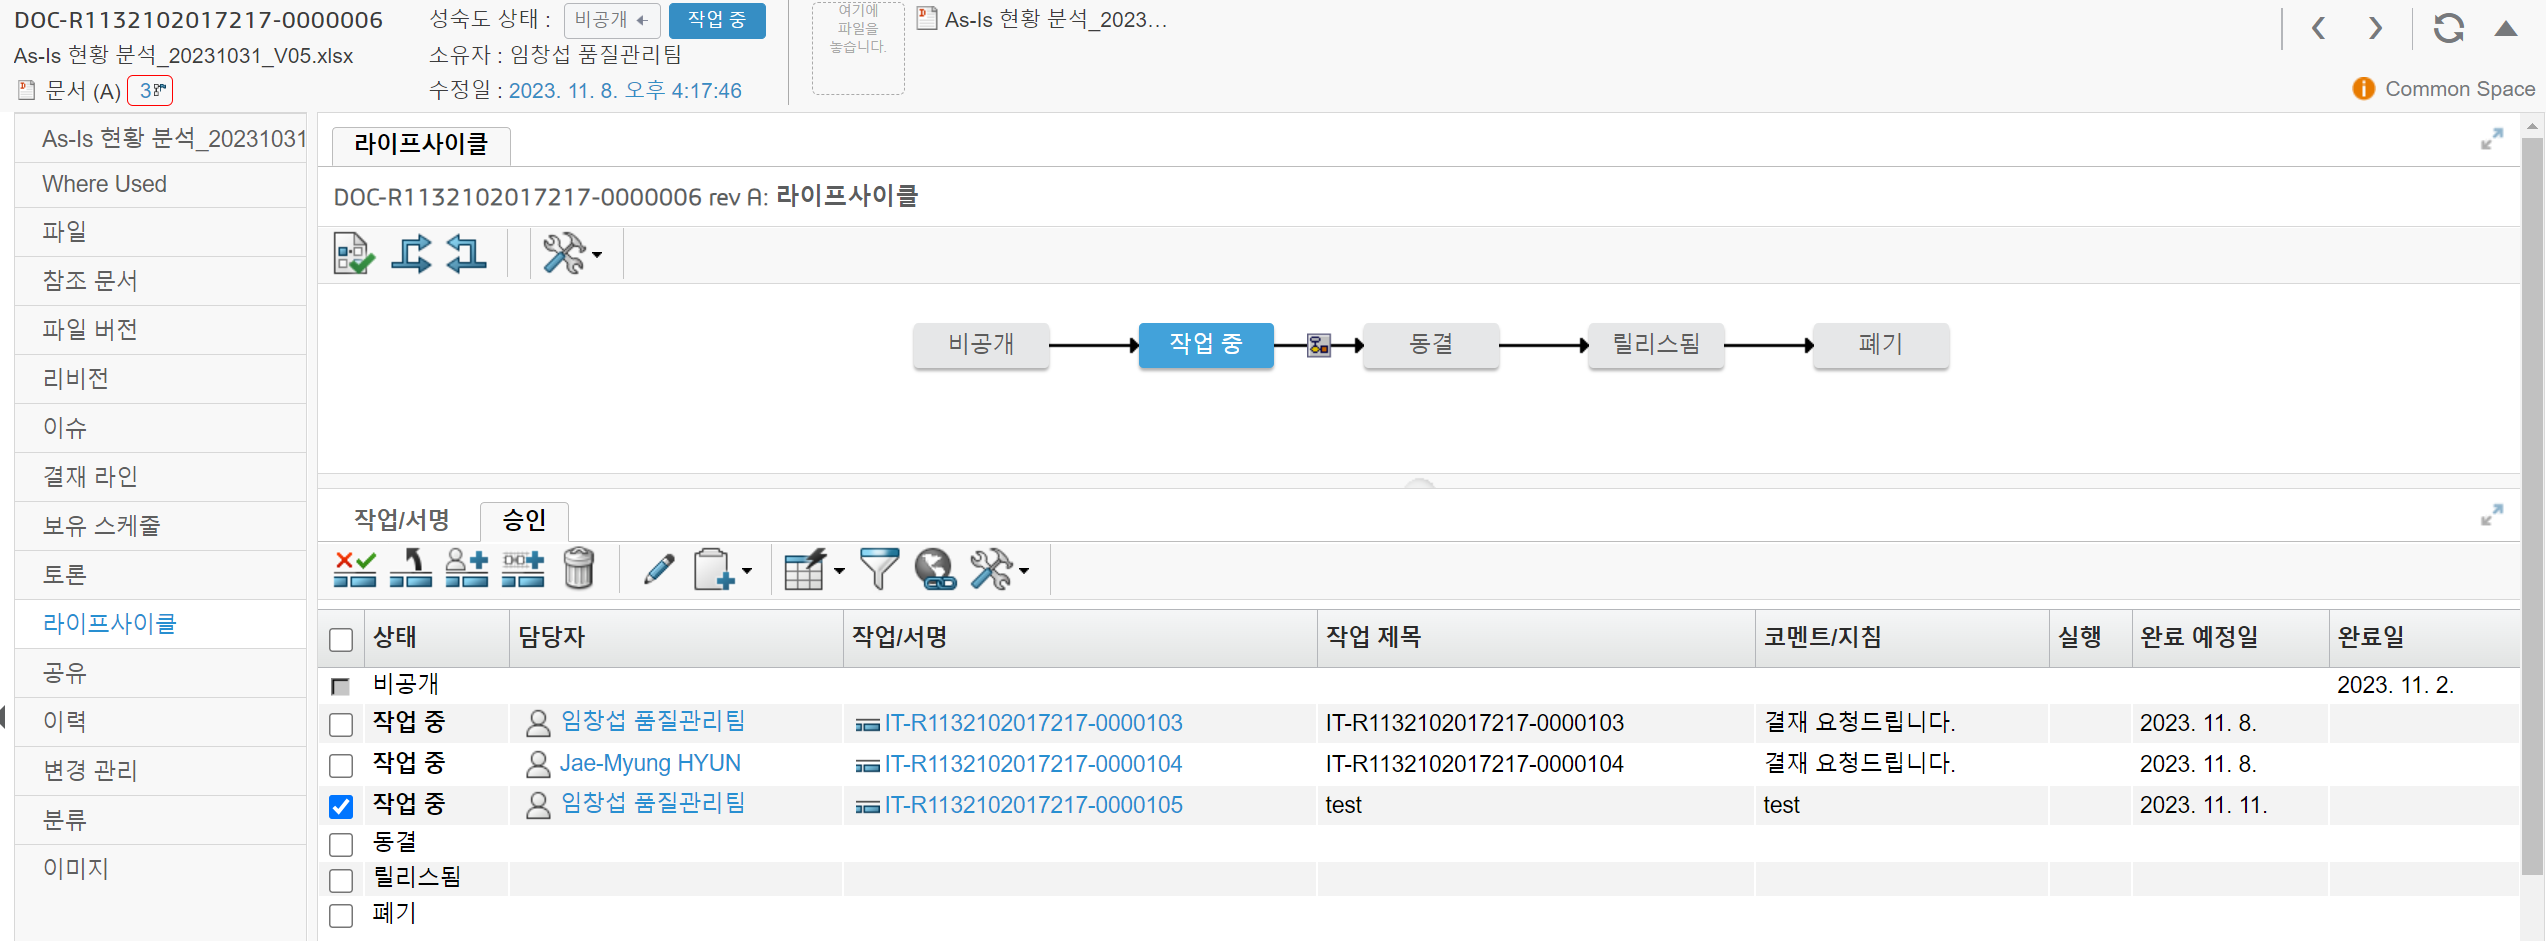 DOC-R1132102017217-0000006
As-Is 현황 분석_20231031_V05.xlsx
문서 (A) 3
성숙도 상태 : 비공개 작업 중
소유자 : 임창섭 품질관리팀
수정일 : 2023. 11. 8. 오후 4:17:46
여기에
파일을
놓습니다.
As-Is 현황 분석_2023...
Common Space
As-Is 현황 분석_20231031
Where Used
파일
참조 문서
파일 버전
리비전
이슈
결재 라인
보유 스케줄
토론
라이프사이클
공유
이력
변경 관리
분류
이미지
라이프사이클
DOC-R1132102017217-0000006 rev A: 라이프사이클
비공개 작업 중 동결 릴리스됨 폐기
작업/서명 승인
상태 담당자 작업/서명 작업 제목 코멘트/지침 실행 완료 예정일 완료일
비공개 2023. 11. 2.
작업 중 임창섭 품질관리팀 IT-R1132102017217-0000103 IT-R1132102017217-0000103 결재 요청드립니다. 2023. 11. 8.
작업 중 Jae-Myung HYUN IT-R1132102017217-0000104 IT-R1132102017217-0000104 결재 요청드립니다. 2023. 11. 8.
작업 중 임창섭 품질관리팀 IT-R1132102017217-0000105 test test 2023. 11. 11.
동결
릴리스됨
폐기